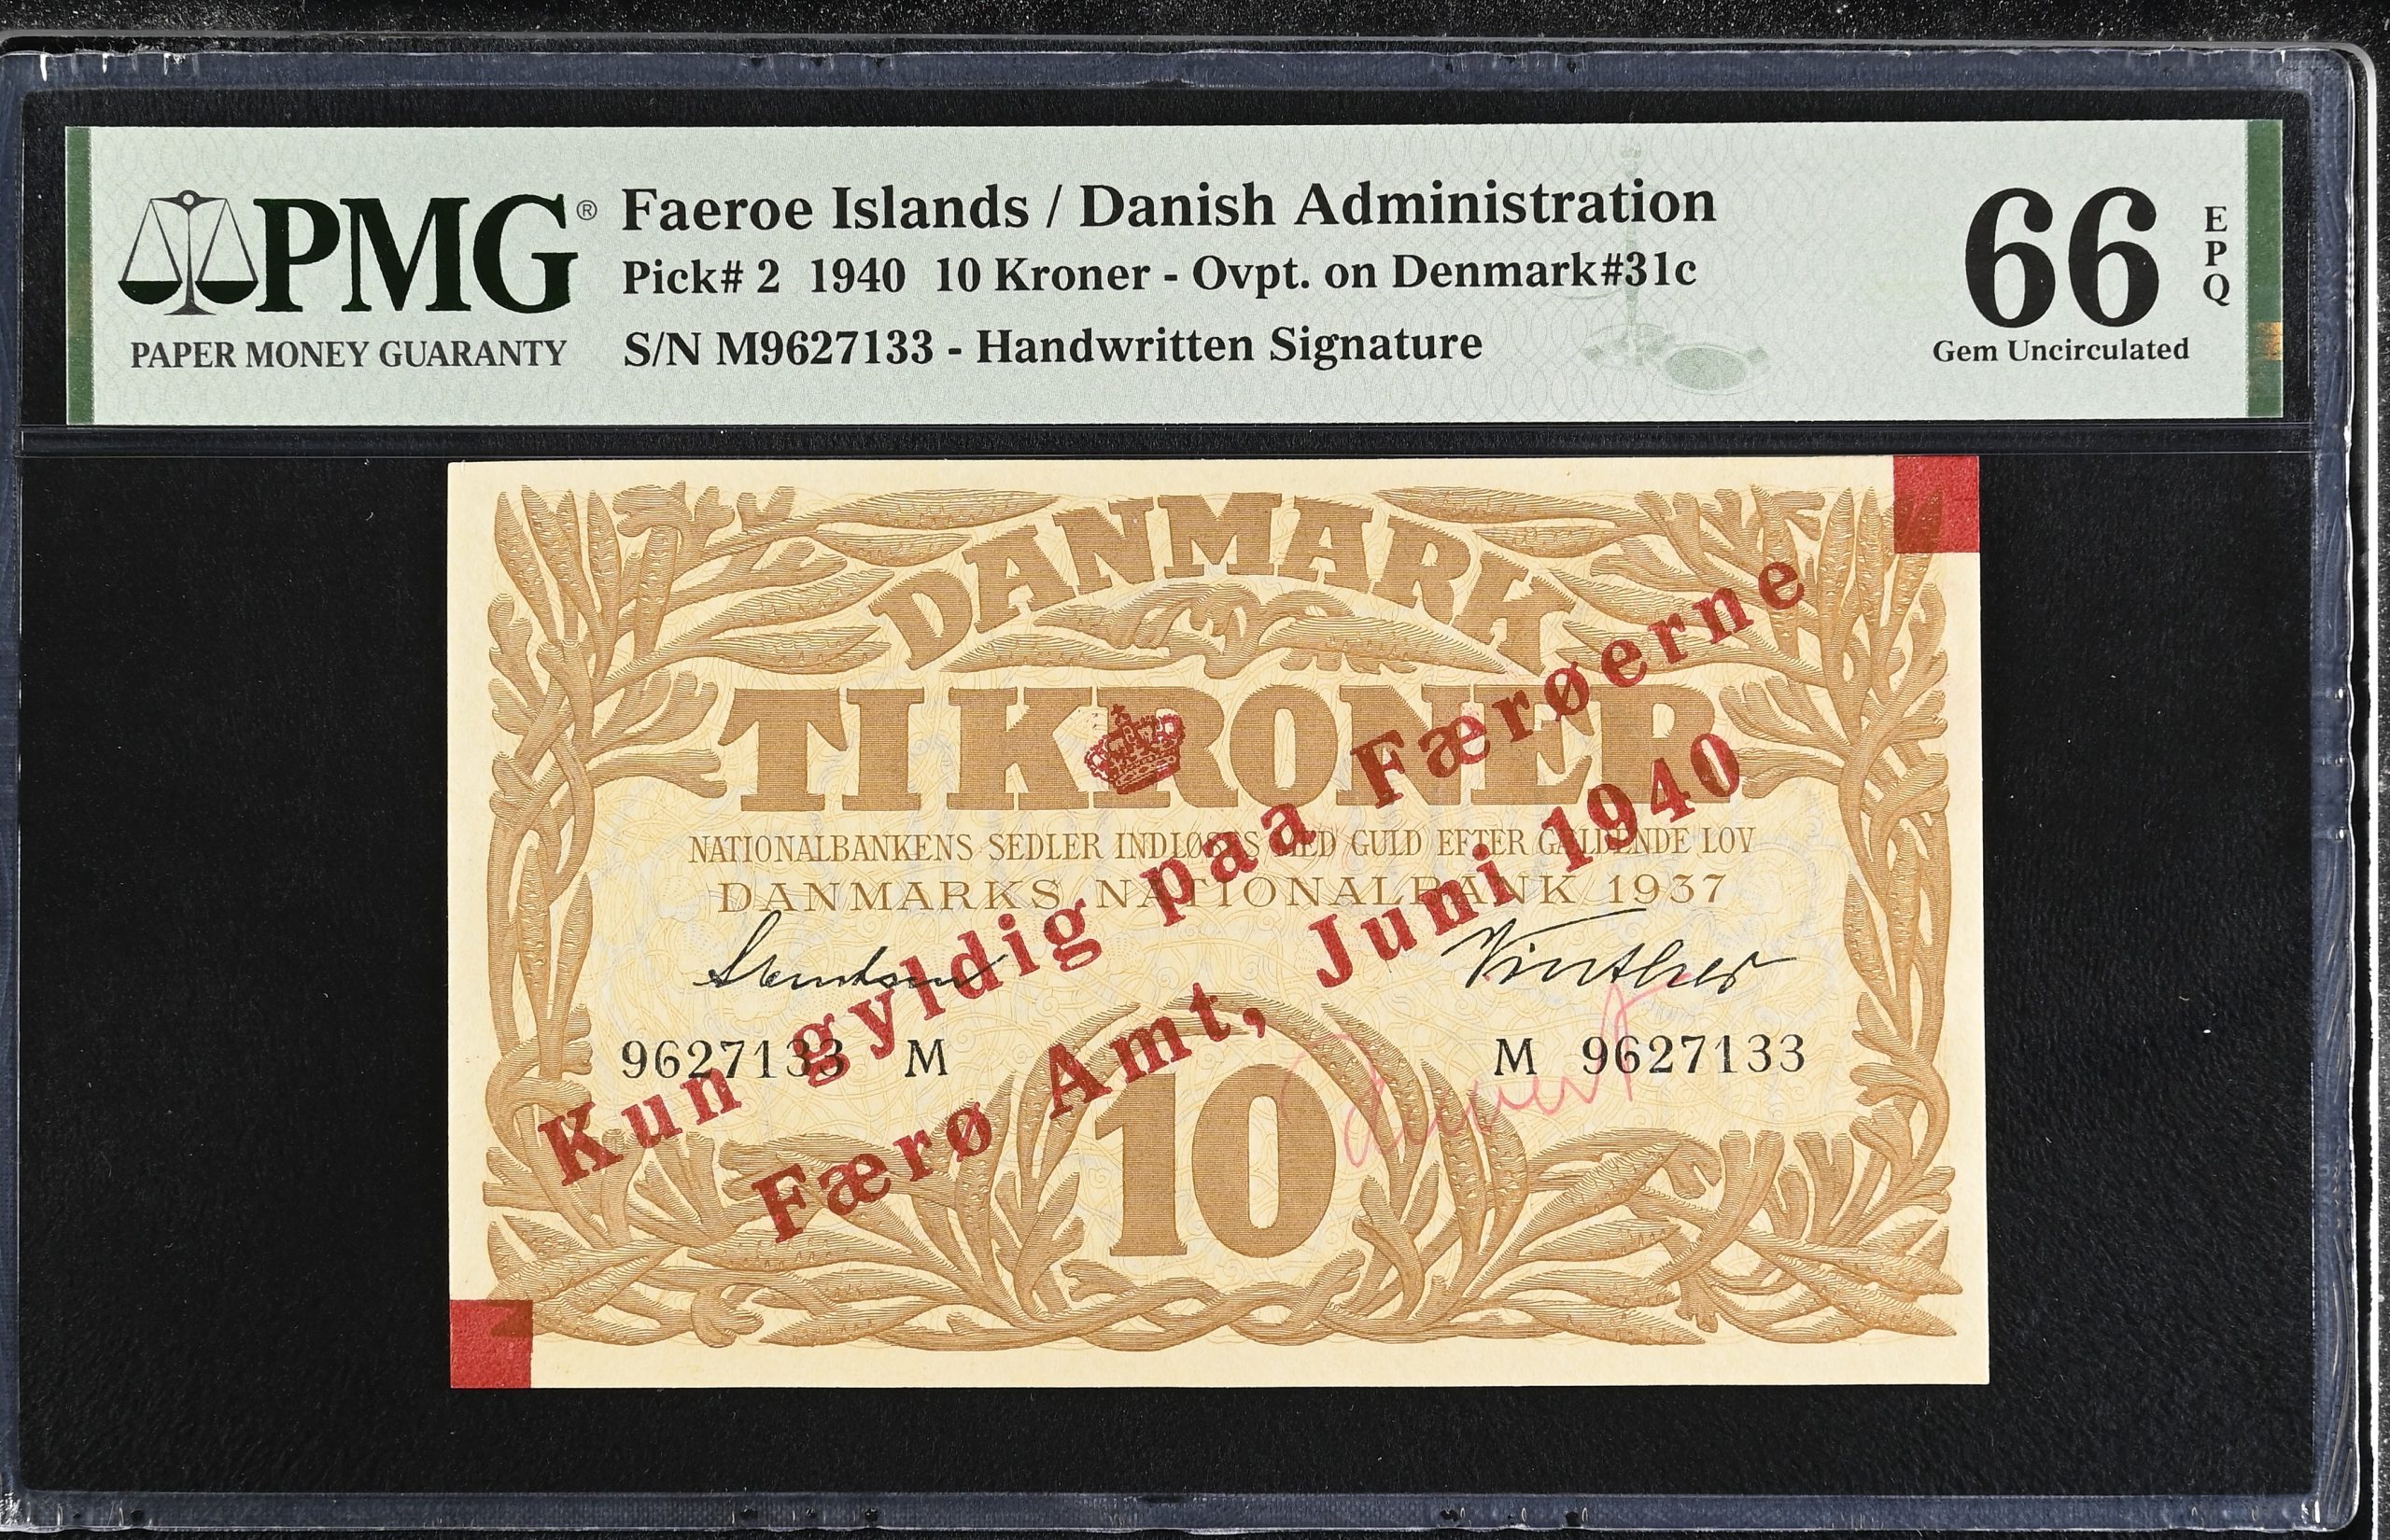 PMG®
PAPER MONEY GUARANTY
Faeroe Islands / Danish Administration
Pick# 2 1940 10 Kroner - Ovpt. on Denmark#31c
S/N M9627133 - Handwritten Signature
66
EPQ
Gem Uncirculated
DANMARK
TI KRONER
NATIONALBANKENS SEDLER INDLØSES MED GULD EFTER GÆLDENDE LOV
DANMARKS NATIONALBANK 1937
Svendsen
9627133 M
M 9627133
10
Kun gyldig paa Færøerne
Færø Amt, Juni 1940